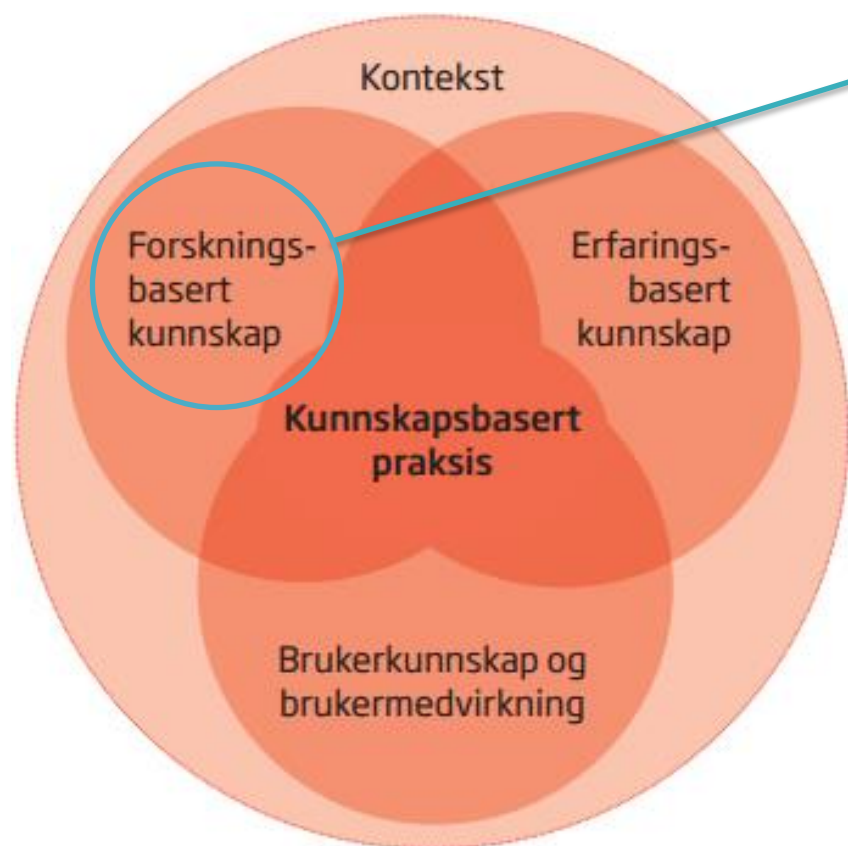 Kontekst
Forsknings-
basert
kunnskap
Erfarings-
basert
kunnskap
Kunnskapsbasert
praksis
Brukerkunnskap og
brukermedvirkning